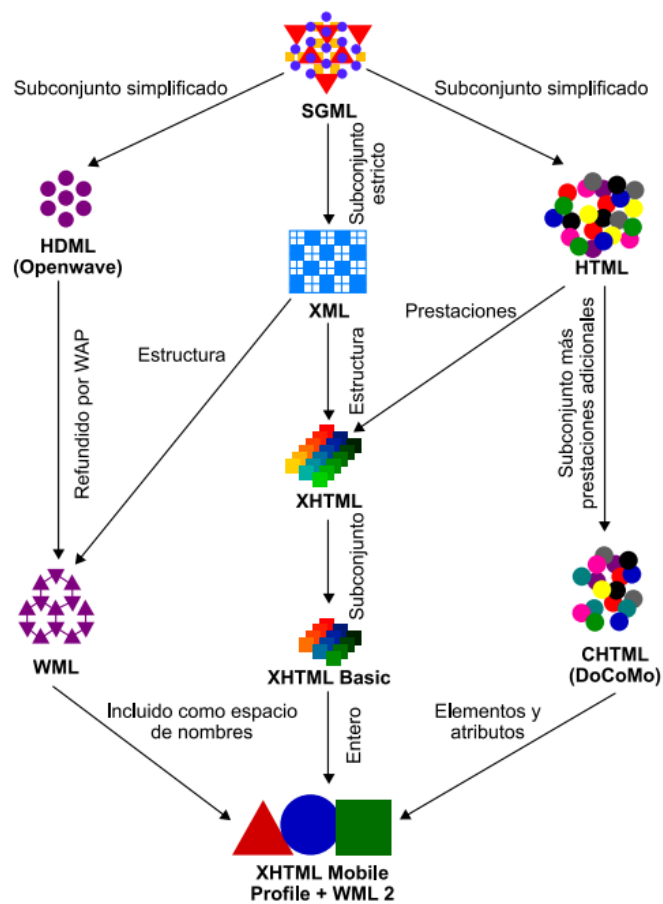 SGML
Subconjunto simplificado
Subconjunto simplificado
Subconjunto
estricto
HDML
(Openwave)
XML
HTML
Refundido por WAP
Estructura
Estructura
Prestaciones
Subconjunto más
prestaciones adicionales
XHTML
Subconjunto
WML
XHTML Basic
CHTML
(DoCoMo)
Incluido como espacio
de nombres
Entero
Elementos y
atributos
XHTML Mobile
Profile + WML 2